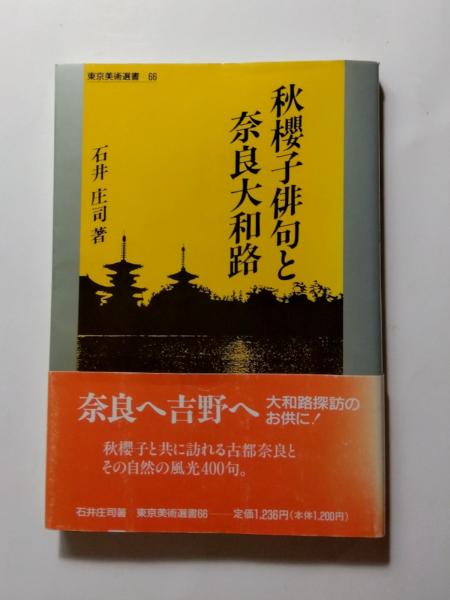 東京美術選書 66
秋櫻子俳句と
奈良大和路
石井 庄司 著
奈良へ吉野へ
大和路探訪の
お供に!
秋櫻子と共に訪れる古都奈良と
その自然の風光400句。
石井庄司著 東京美術選書66――定価1,236円(本体1,200円)